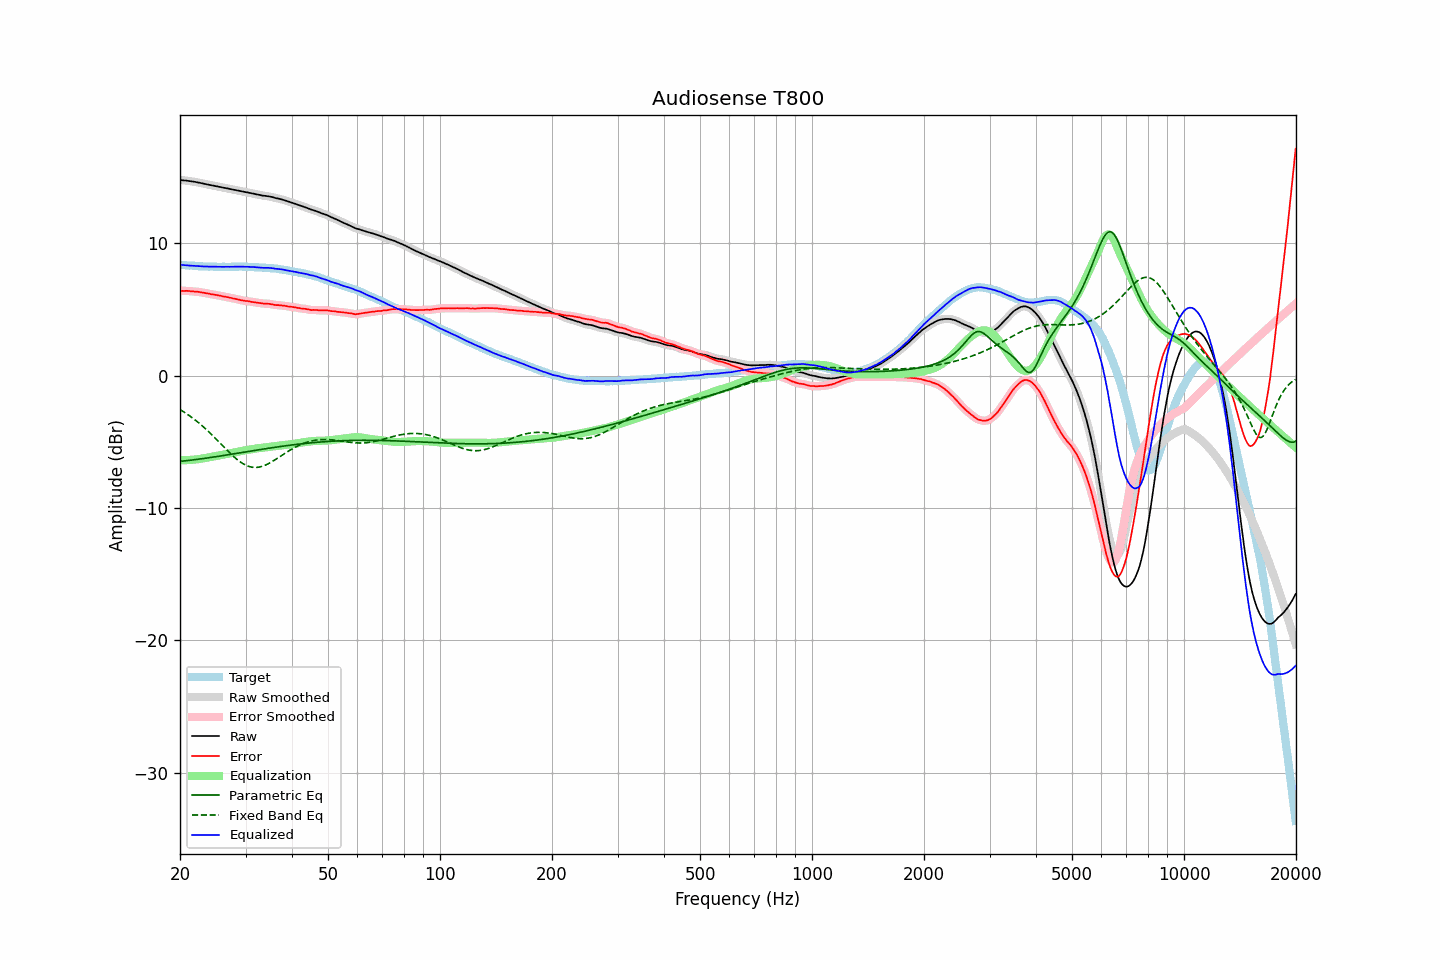 Audiosense T800
10
0
−10
−20
−30
Amplitude (dBr)
Target
Raw Smoothed
Error Smoothed
Raw
Error
Equalization
Parametric Eq
Fixed Band Eq
Equalized
20 50 100 200 500 1000 2000 5000 10000 20000
Frequency (Hz)